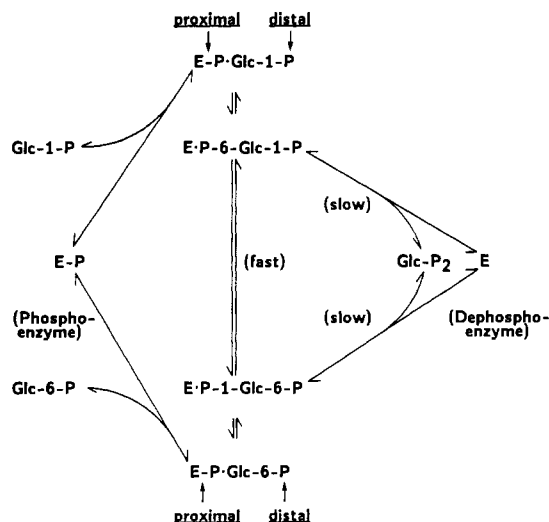 proximal distal
E-P·Glc-1-P
Glc-1-P
E·P-6-Glc-1-P
(slow)
E-P
(fast)
Glc-P₂ E
(Phospho-
enzyme)
(slow)
(Dephospho-
enzyme)
Glc-6-P
E·P-1-Glc-6-P
E-P·Glc-6-P
proximal distal